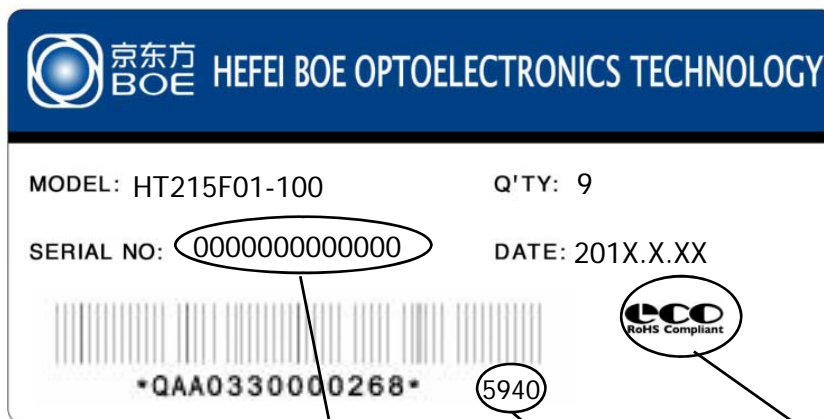 京东方
BOE HEFEI BOE OPTOELECTRONICS TECHNOLOGY
MODEL: HT215F01-100 Q'TY: 9
SERIAL NO: 0000000000000 DATE: 201X.X.XX
eco
RoHS Compliant
*QAA0330000268* 5940